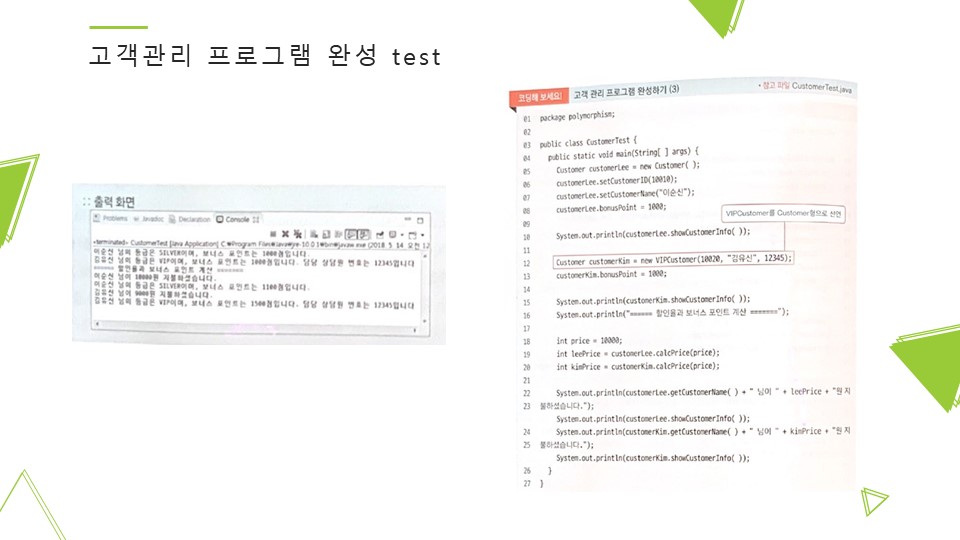 고객관리 프로그램 완성 test
출력 화면
Problems Javadoc Declaration Console
<terminated> CustomerTest [Java Application] C:\Program Files\Java\jre-10.0.1\bin\javaw.exe (2018. 5. 14. 오전 12
이순신 님의 등급은 SILVER이며, 보너스 포인트는 1000점입니다.
김유신 님의 등급은 VIP이며, 보너스 포인트는 1000점입니다. 담당 상담원 번호는 12345입니다
====== 할인율과 보너스 포인트 계산 =======
이순신 님이 10000원 지불하셨습니다.
이순신 님의 등급은 SILVER이며, 보너스 포인트는 1100점입니다.
김유신 님이 9000원 지불하셨습니다.
김유신 님의 등급은 VIP이며, 보너스 포인트는 1500점입니다. 담당 상담원 번호는 12345입니다
코딩해 보세요! 고객 관리 프로그램 완성하기 (3) • 참고 파일 CustomerTest.java
01 package polymorphism;
02
03 public class CustomerTest {
04 public static void main(String[ ] args) {
05 Customer customerLee = new Customer( );
06 customerLee.setCustomerID(10010);
07 customerLee.setCustomerName("이순신");
08 customerLee.bonusPoint = 1000;
09
VIPCustomer를 Customer형으로 선언
10 System.out.println(customerLee.showCustomerInfo( ));
11
12 Customer customerKim = new VIPCustomer(10020, "김유신", 12345);
13 customerKim.bonusPoint = 1000;
14
15 System.out.println(customerKim.showCustomerInfo( ));
16 System.out.println("====== 할인율과 보너스 포인트 계산 =======");
17
18 int price = 10000;
19 int leePrice = customerLee.calcPrice(price);
20 int kimPrice = customerKim.calcPrice(price);
21
22 System.out.println(customerLee.getCustomerName( ) + " 님이 " + leePrice + "원 지
23 불하셨습니다.");
System.out.println(customerLee.showCustomerInfo( ));
24 System.out.println(customerKim.getCustomerName( ) + " 님이 " + kimPrice + "원 지
25 불하셨습니다.");
System.out.println(customerKim.showCustomerInfo( ));
26 }
27 }